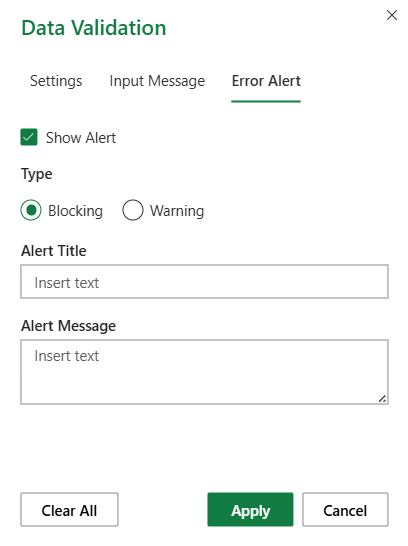 Data Validation
Settings Input Message Error Alert
Show Alert
Type
Blocking Warning
Alert Title
Insert text
Alert Message
Insert text
Clear All Apply Cancel